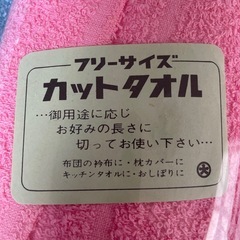 フリーサイズ
カットタオル
…御用途に応じ
お好みの長さに
切ってお使い下さい…
布団の衿布に・枕カバーに
キッチンタオルに・おしぼりに